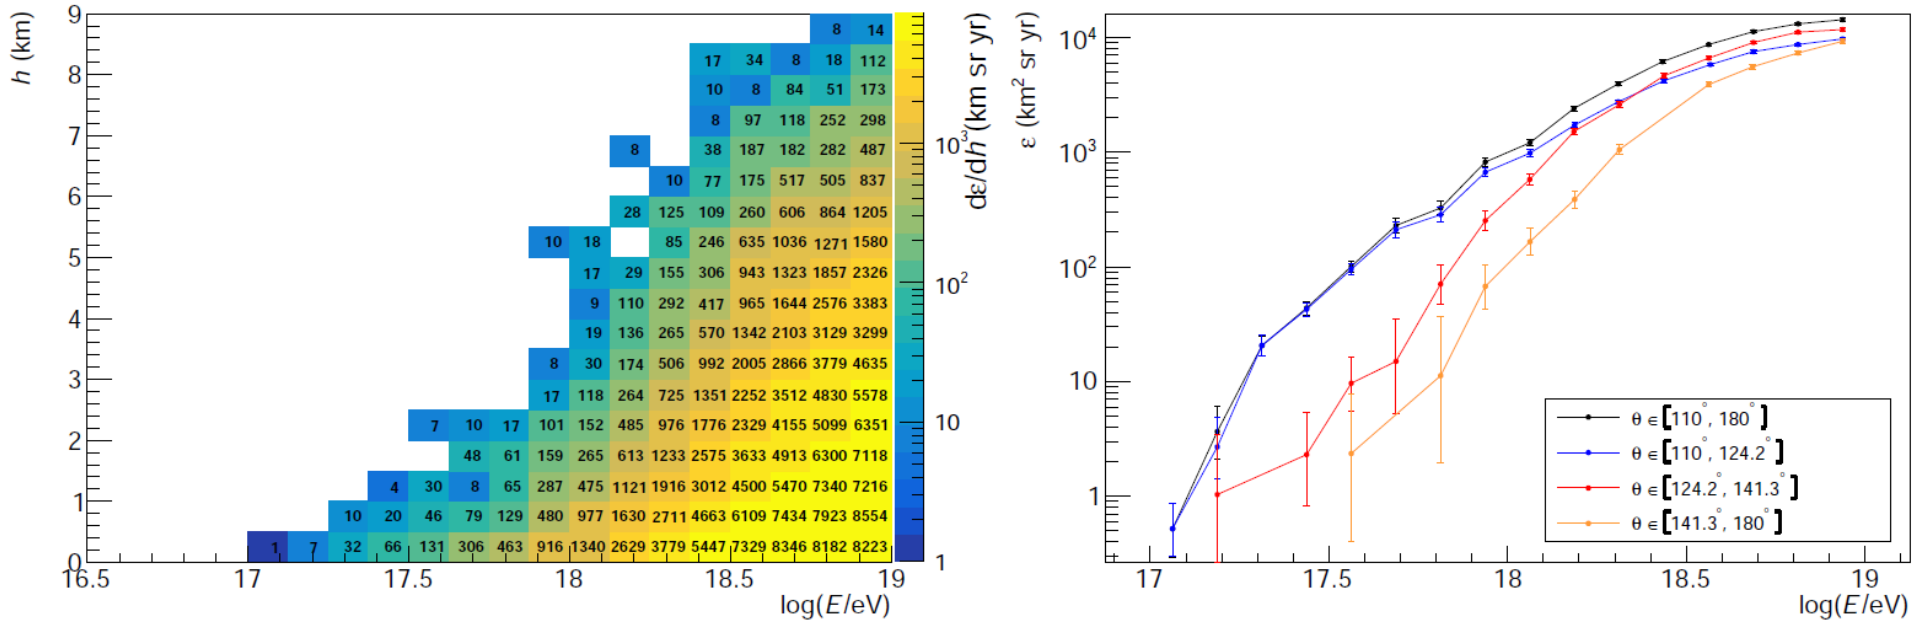 9 8 14
h (km)
17 34 8 18 112
8
10 8 84 51 173
8 97 118 252 298
7
8 38 187 182 282 487
10 77 175 517 505 837
6
28 125 109 260 606 864 1205
10 18 85 246 635 1036 1271 1580
5
17 29 155 306 943 1323 1857 2326
9 110 292 417 965 1644 2576 3383
4
19 136 265 570 1342 2103 3129 3299
8 30 174 506 992 2005 2866 3779 4635
3
17 118 264 725 1351 2252 3512 4830 5578
7 10 17 101 152 485 976 1776 2329 4155 5099 6351
2
48 61 159 265 613 1233 2575 3633 4913 6300 7118
4 30 8 65 287 475 1121 1916 3012 4500 5470 7340 7216
1
10 20 46 79 129 480 977 1630 2711 4663 6109 7434 7923 8554
1 7 32 66 131 306 463 916 1340 2629 3779 5447 7329 8346 8182 8223
0
16.5 17 17.5 18 18.5 19
log(E/eV)
10³
10²
10
1
dε/dh (km sr yr)
ε (km² sr yr)
10⁴
10³
10²
10
1
θ ∈ [110°, 180°]
θ ∈ [110°, 124.2°]
θ ∈ [124.2°, 141.3°]
θ ∈ [141.3°, 180°]
17 17.5 18 18.5 19
log(E/eV)